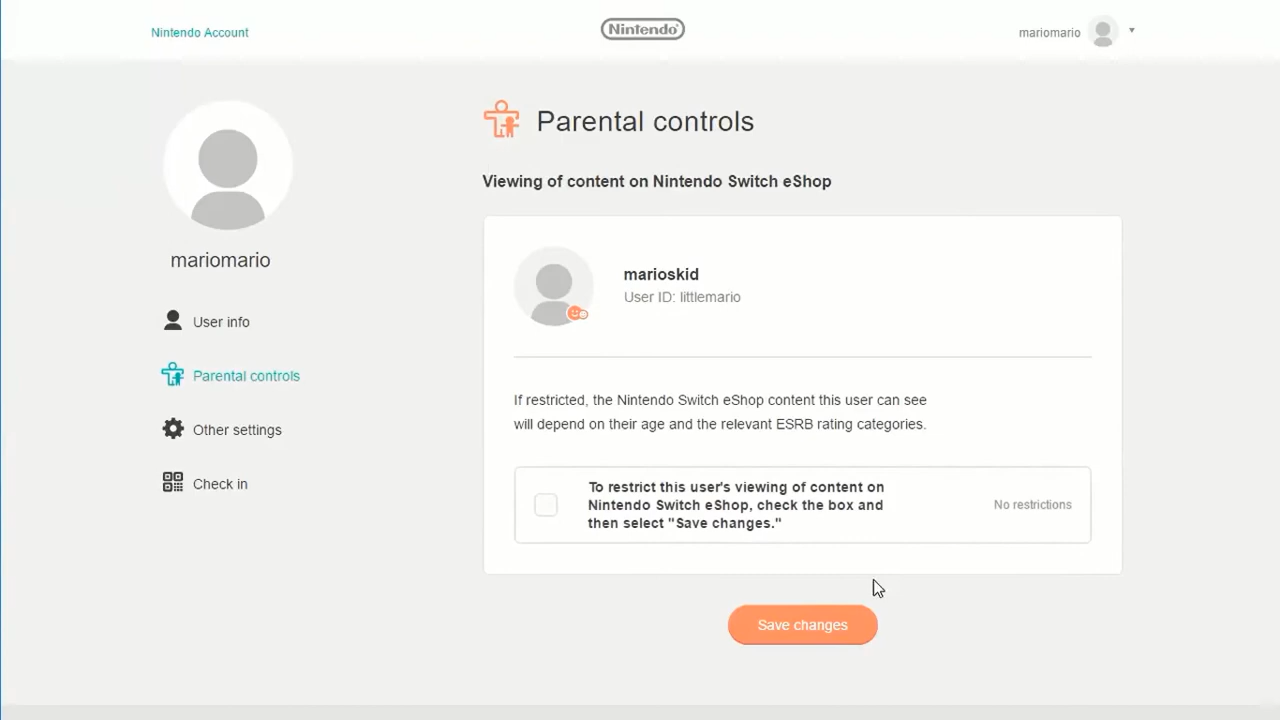 Nintendo Account
Nintendo
mariomario
Parental controls
Viewing of content on Nintendo Switch eShop
mariomario
User info
Parental controls
Other settings
Check in
marioskid
User ID: littlemario
If restricted, the Nintendo Switch eShop content this user can see
will depend on their age and the relevant ESRB rating categories.
To restrict this user's viewing of content on
Nintendo Switch eShop, check the box and
then select "Save changes."
No restrictions
Save changes